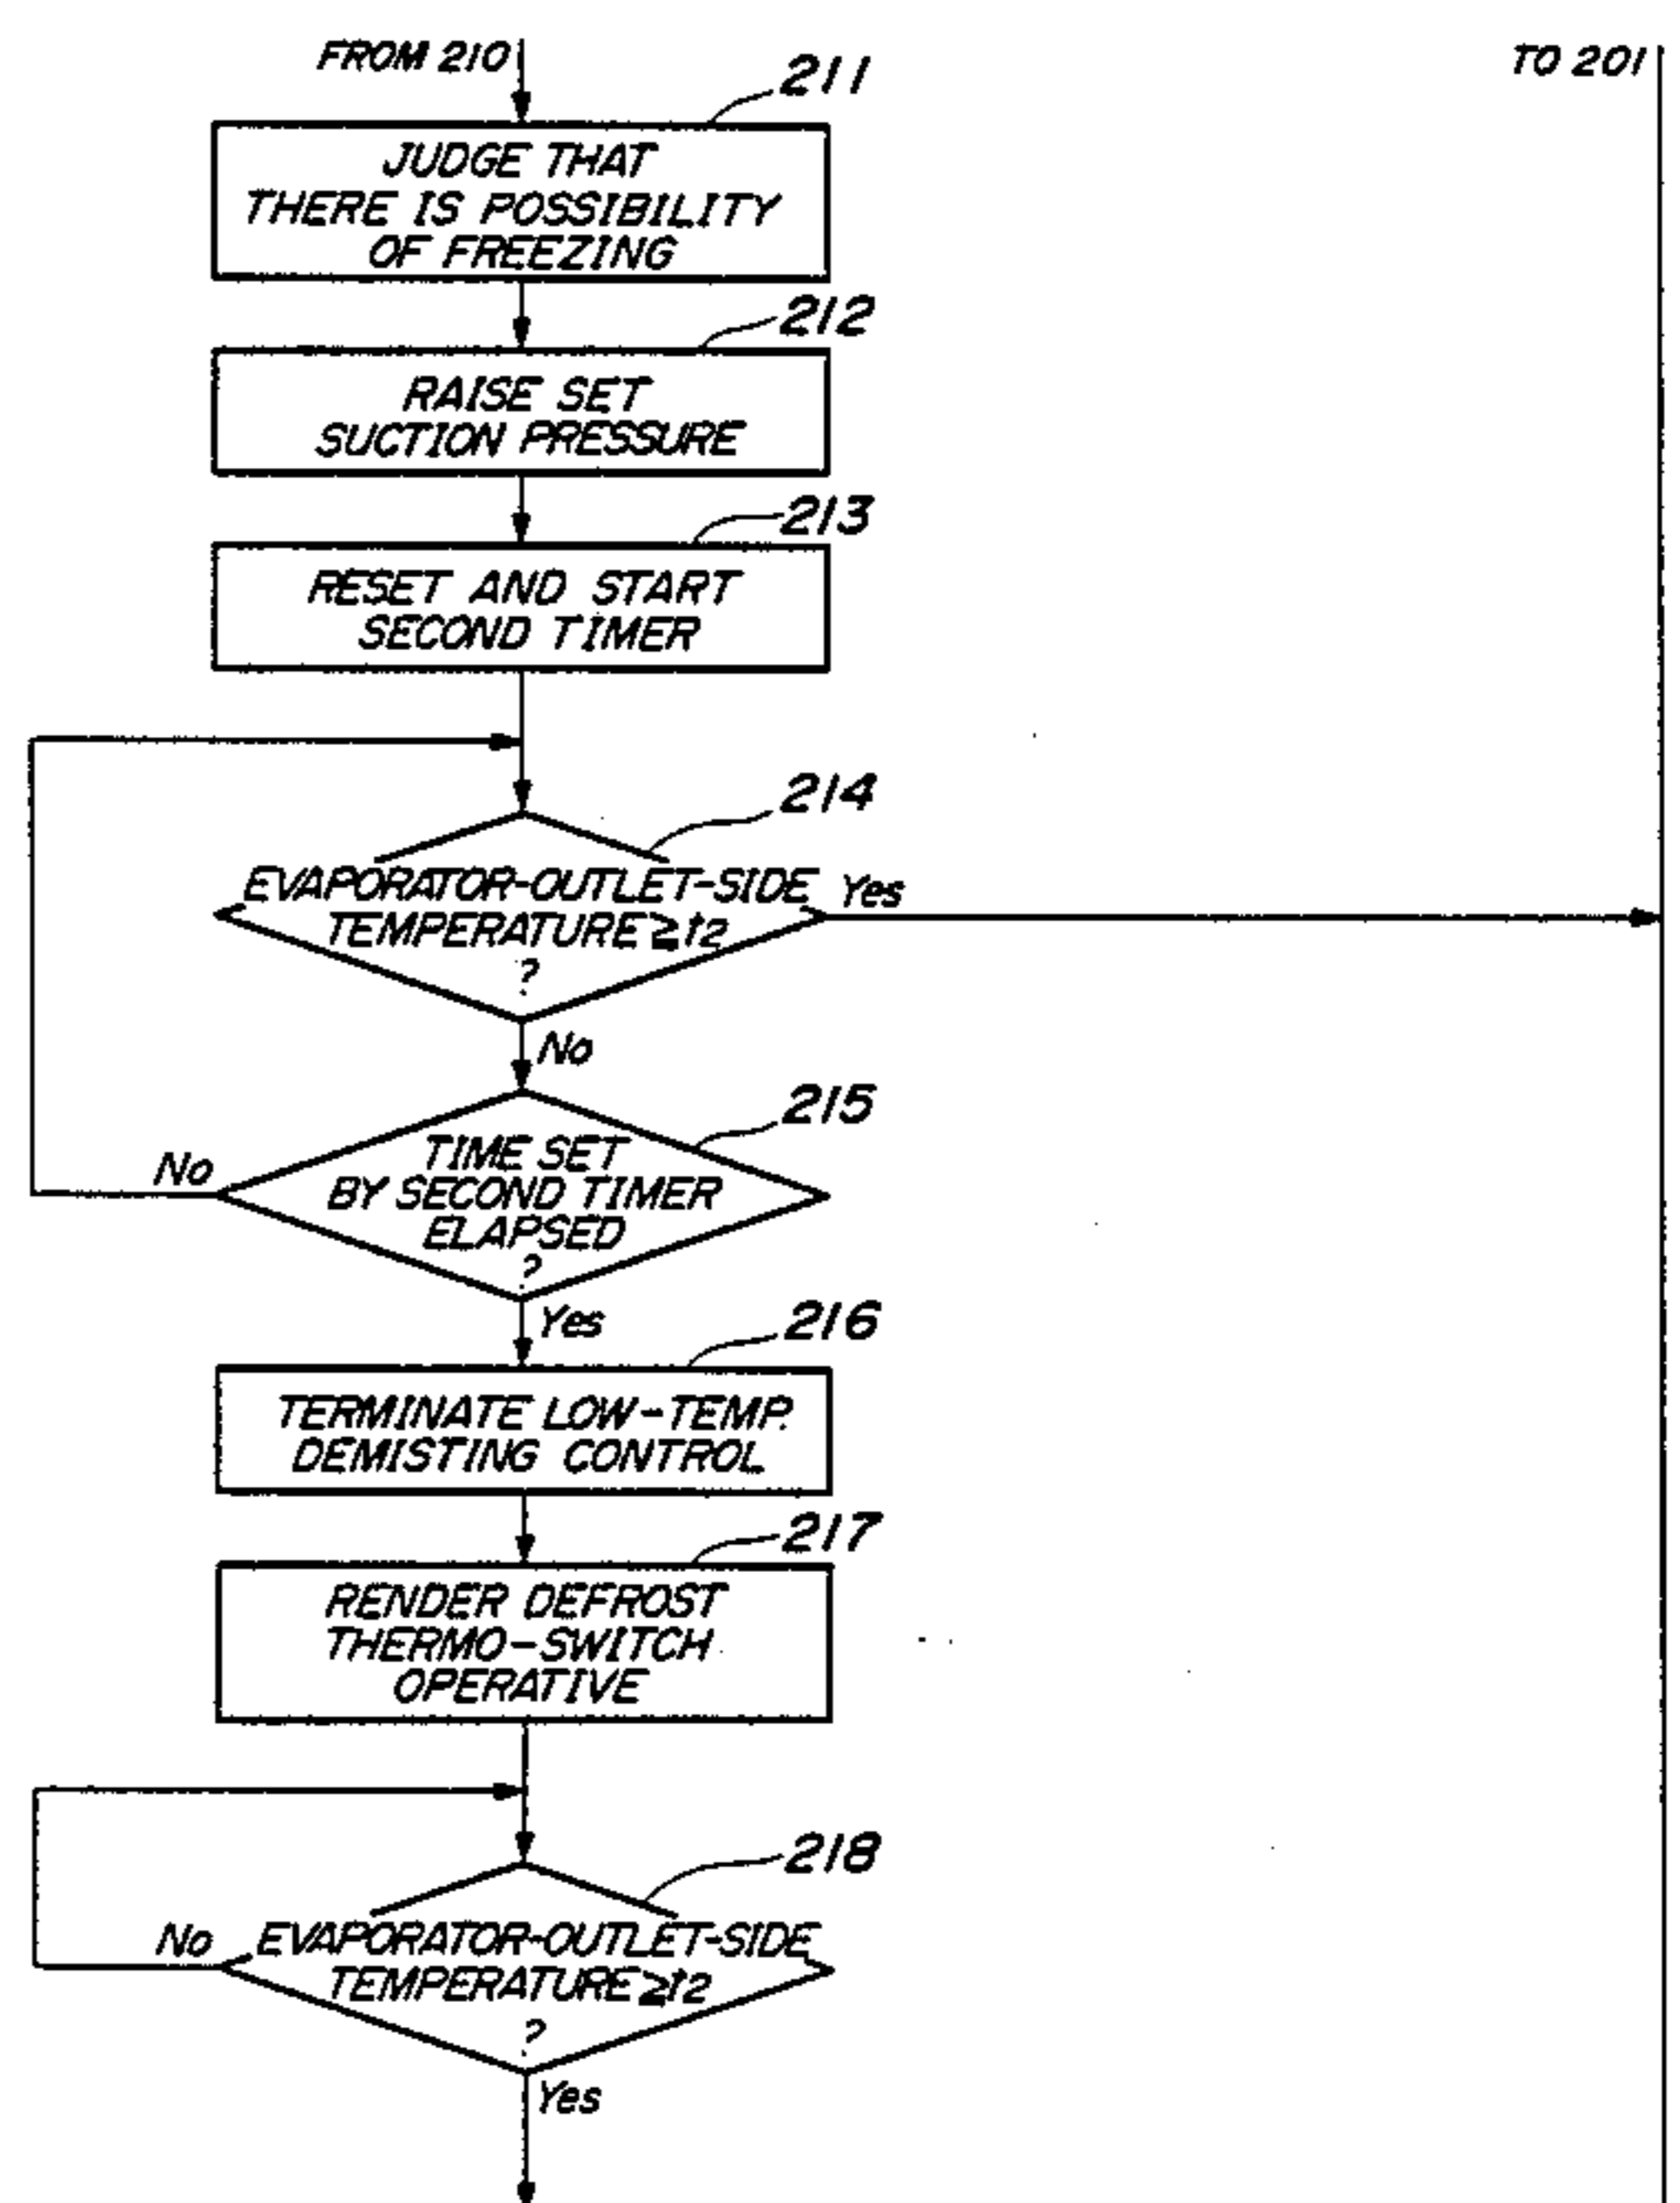 FROM 210
TO 201
211
JUDGE THAT
THERE IS POSSIBILITY
OF FREEZING
212
RAISE SET
SUCTION PRESSURE
213
RESET AND START
SECOND TIMER
214
EVAPORATOR-OUTLET-SIDE
TEMPERATURE ≧ t2
?
Yes
No
215
TIME SET
BY SECOND TIMER
ELAPSED
?
No
Yes
216
TERMINATE LOW-TEMP.
DEMISTING CONTROL
217
RENDER DEFROST
THERMO-SWITCH
OPERATIVE
218
EVAPORATOR-OUTLET-SIDE
TEMPERATURE ≧ t2
?
No
Yes